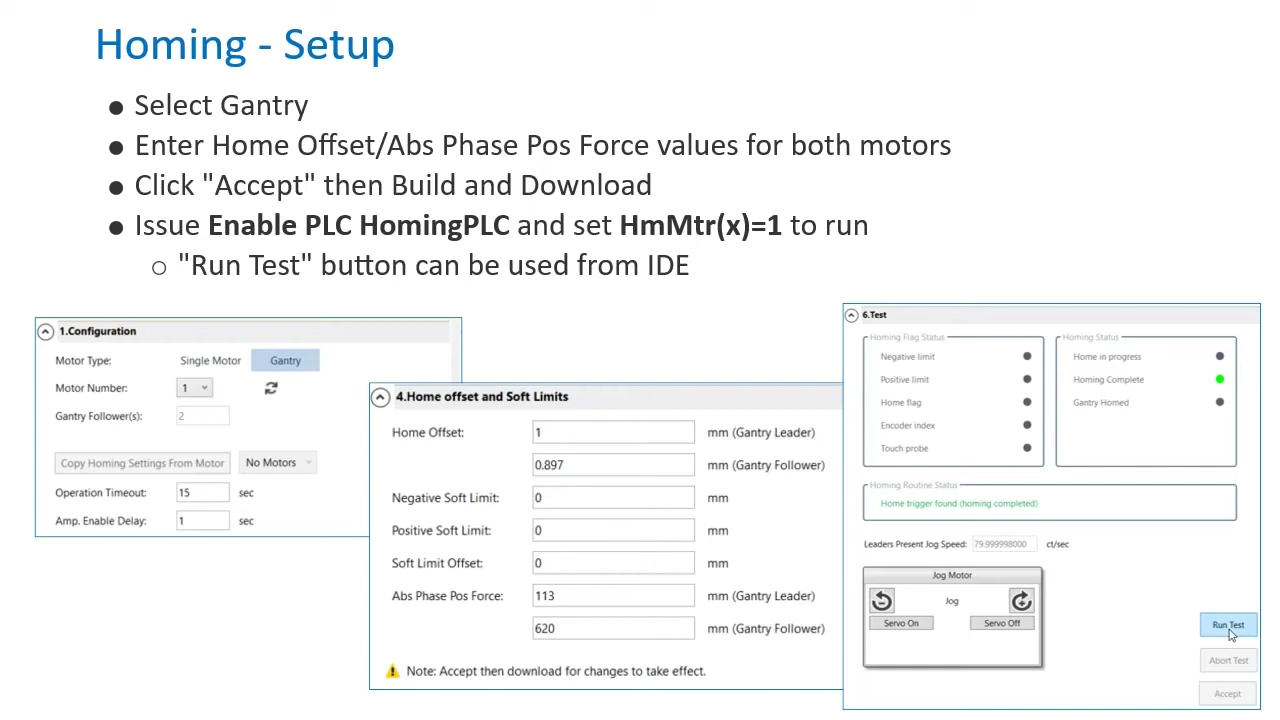 Homing - Setup
● Select Gantry
● Enter Home Offset/Abs Phase Pos Force values for both motors
● Click "Accept" then Build and Download
● Issue Enable PLC HomingPLC and set HmMtr(x)=1 to run
○ "Run Test" button can be used from IDE
1.Configuration
Motor Type: Single Motor Gantry
Motor Number: 1
Gantry Follower(s): 2
Copy Homing Settings From Motor No Motors
Operation Timeout: 15 sec
Amp. Enable Delay: 1 sec
4.Home offset and Soft Limits
Home Offset: 1 mm (Gantry Leader)
0.897 mm (Gantry Follower)
Negative Soft Limit: 0 mm
Positive Soft Limit: 0 mm
Soft Limit Offset: 0 mm
Abs Phase Pos Force: 113 mm (Gantry Leader)
620 mm (Gantry Follower)
Note: Accept then download for changes to take effect.
6.Test
Homing Flag Status
Negative limit
Positive limit
Home flag
Encoder index
Touch probe
Homing Status
Home in progress
Homing Complete
Gantry Homed
Homing Routine Status
Home trigger found (homing completed)
Leaders Present Jog Speed: 79.999998000 ct/sec
Jog Motor
Jog
Servo On Servo Off
Run Test
Abort Test
Accept